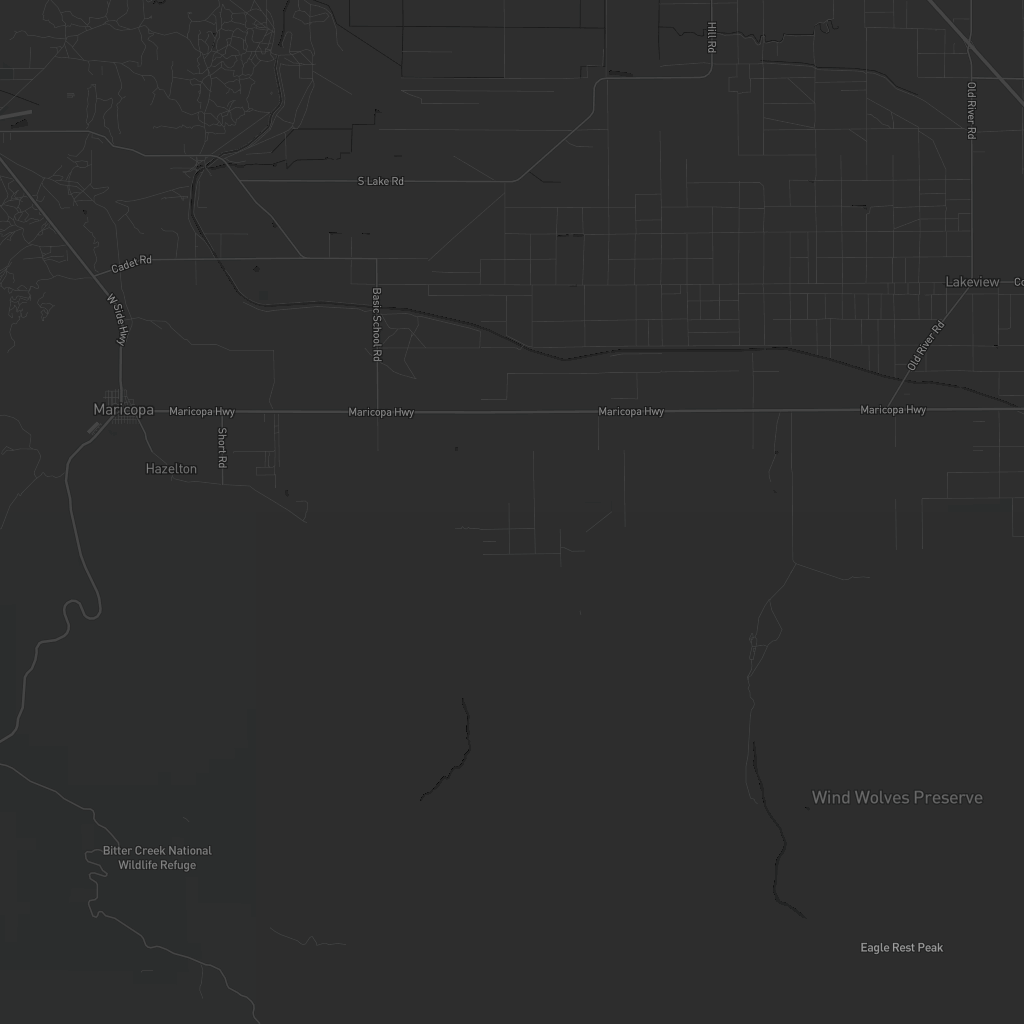 Hill Rd
Old River Rd
S Lake Rd
Cadet Rd
Lakeview
Co
W Side Hwy
Basic School Rd
Old River Rd
Maricopa
Maricopa Hwy
Maricopa Hwy
Maricopa Hwy
Maricopa Hwy
Short Rd
Hazelton
Wind Wolves Preserve
Bitter Creek National
Wildlife Refuge
Eagle Rest Peak